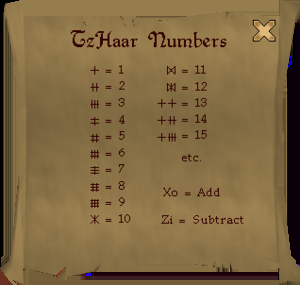 TzHaar Numbers
= 1
= 2
= 3
= 4
= 5
= 6
= 7
= 8
= 9
= 10
= 11
= 12
++ = 13
= 14
= 15
etc.
Xo = Add
Zi = Subtract